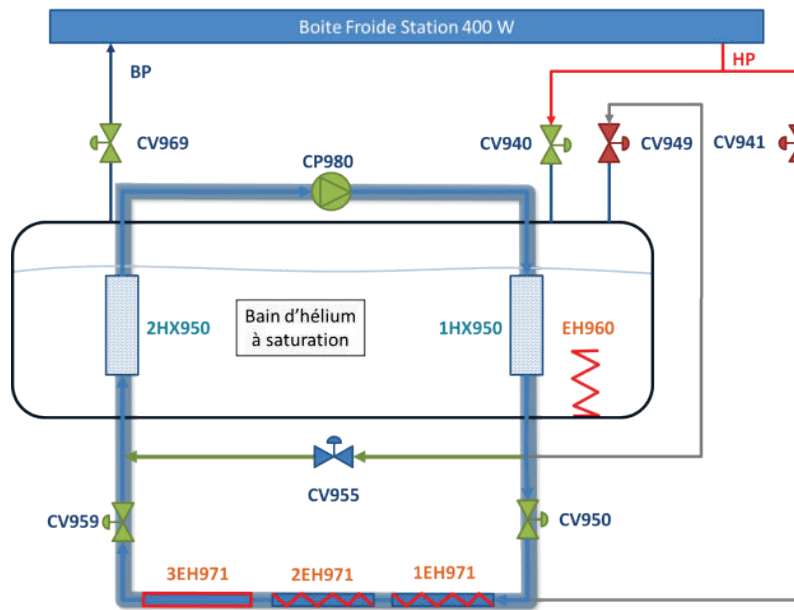 Boite Froide Station 400 W
BP
HP
CV969
CP980
CV940
CV949
CV941
2HX950
Bain d'hélium
à saturation
1HX950
EH960
CV955
CV959
CV950
3EH971
2EH971
1EH971